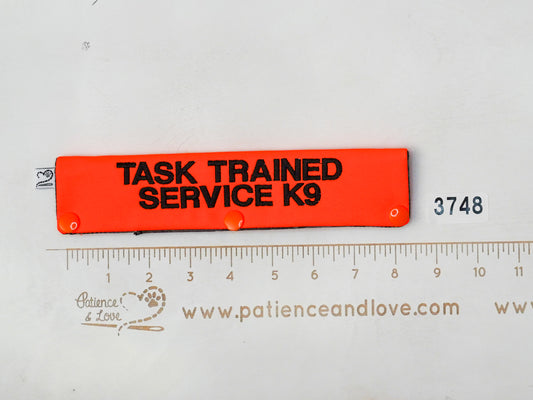 TASK TRAINED
SERVICE K9
3748
1 2 3 4 5 6 7 8 9 10 11
Patience
& Love
www.patienceandlove.com
ww